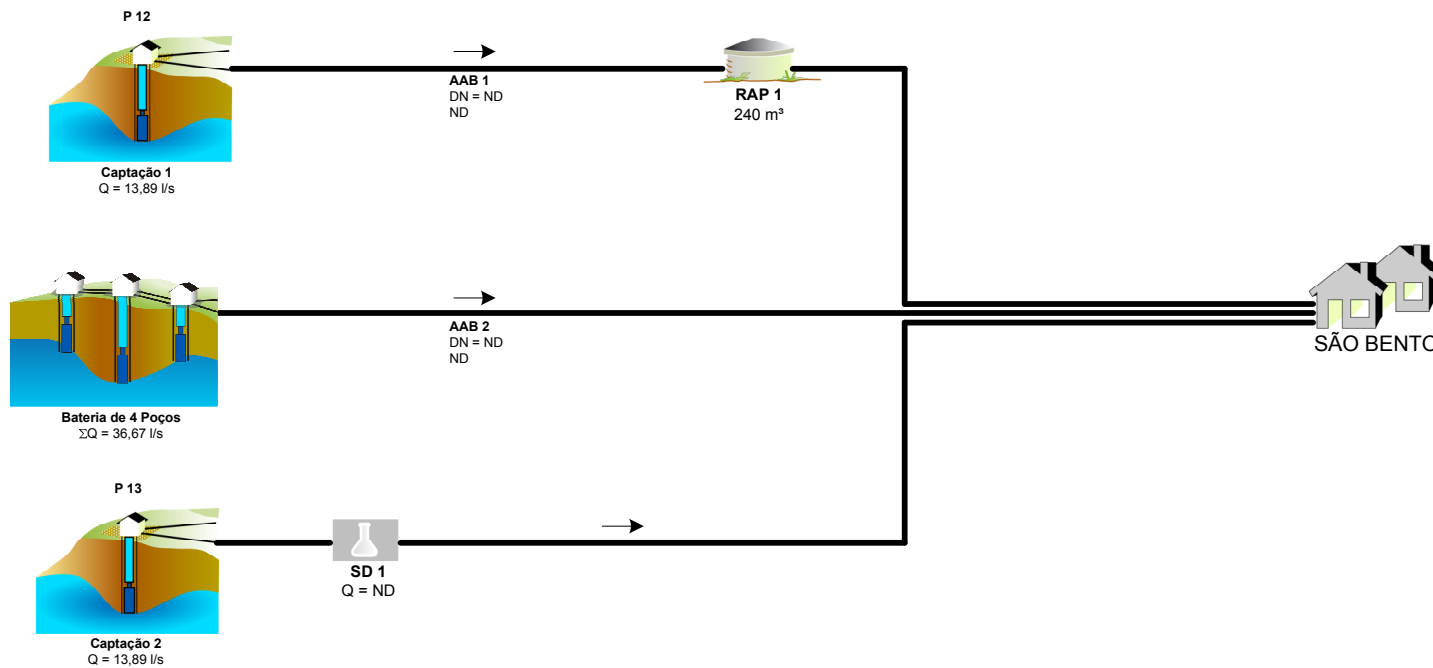 P 12
Captação 1
Q = 13,89 l/s
AAB 1
DN = ND
ND
RAP 1
240 m³
Bateria de 4 Poços
ΣQ = 36,67 l/s
AAB 2
DN = ND
ND
SÃO BENTO
P 13
Captação 2
Q = 13,89 l/s
SD 1
Q = ND